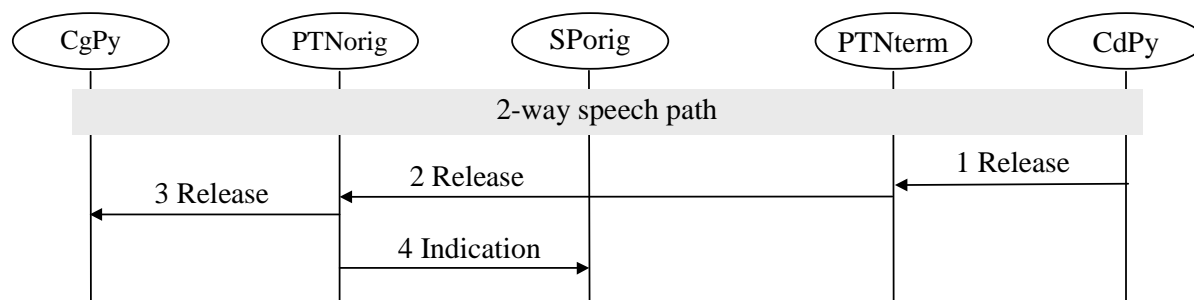 CgPy PTNorig SPorig PTNterm CdPy
2-way speech path
1 Release
2 Release
3 Release
4 Indication